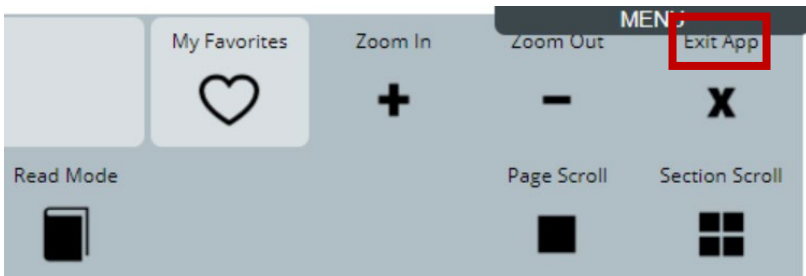 MENU
My Favorites Zoom In Zoom Out Exit App
Read Mode Page Scroll Section Scroll